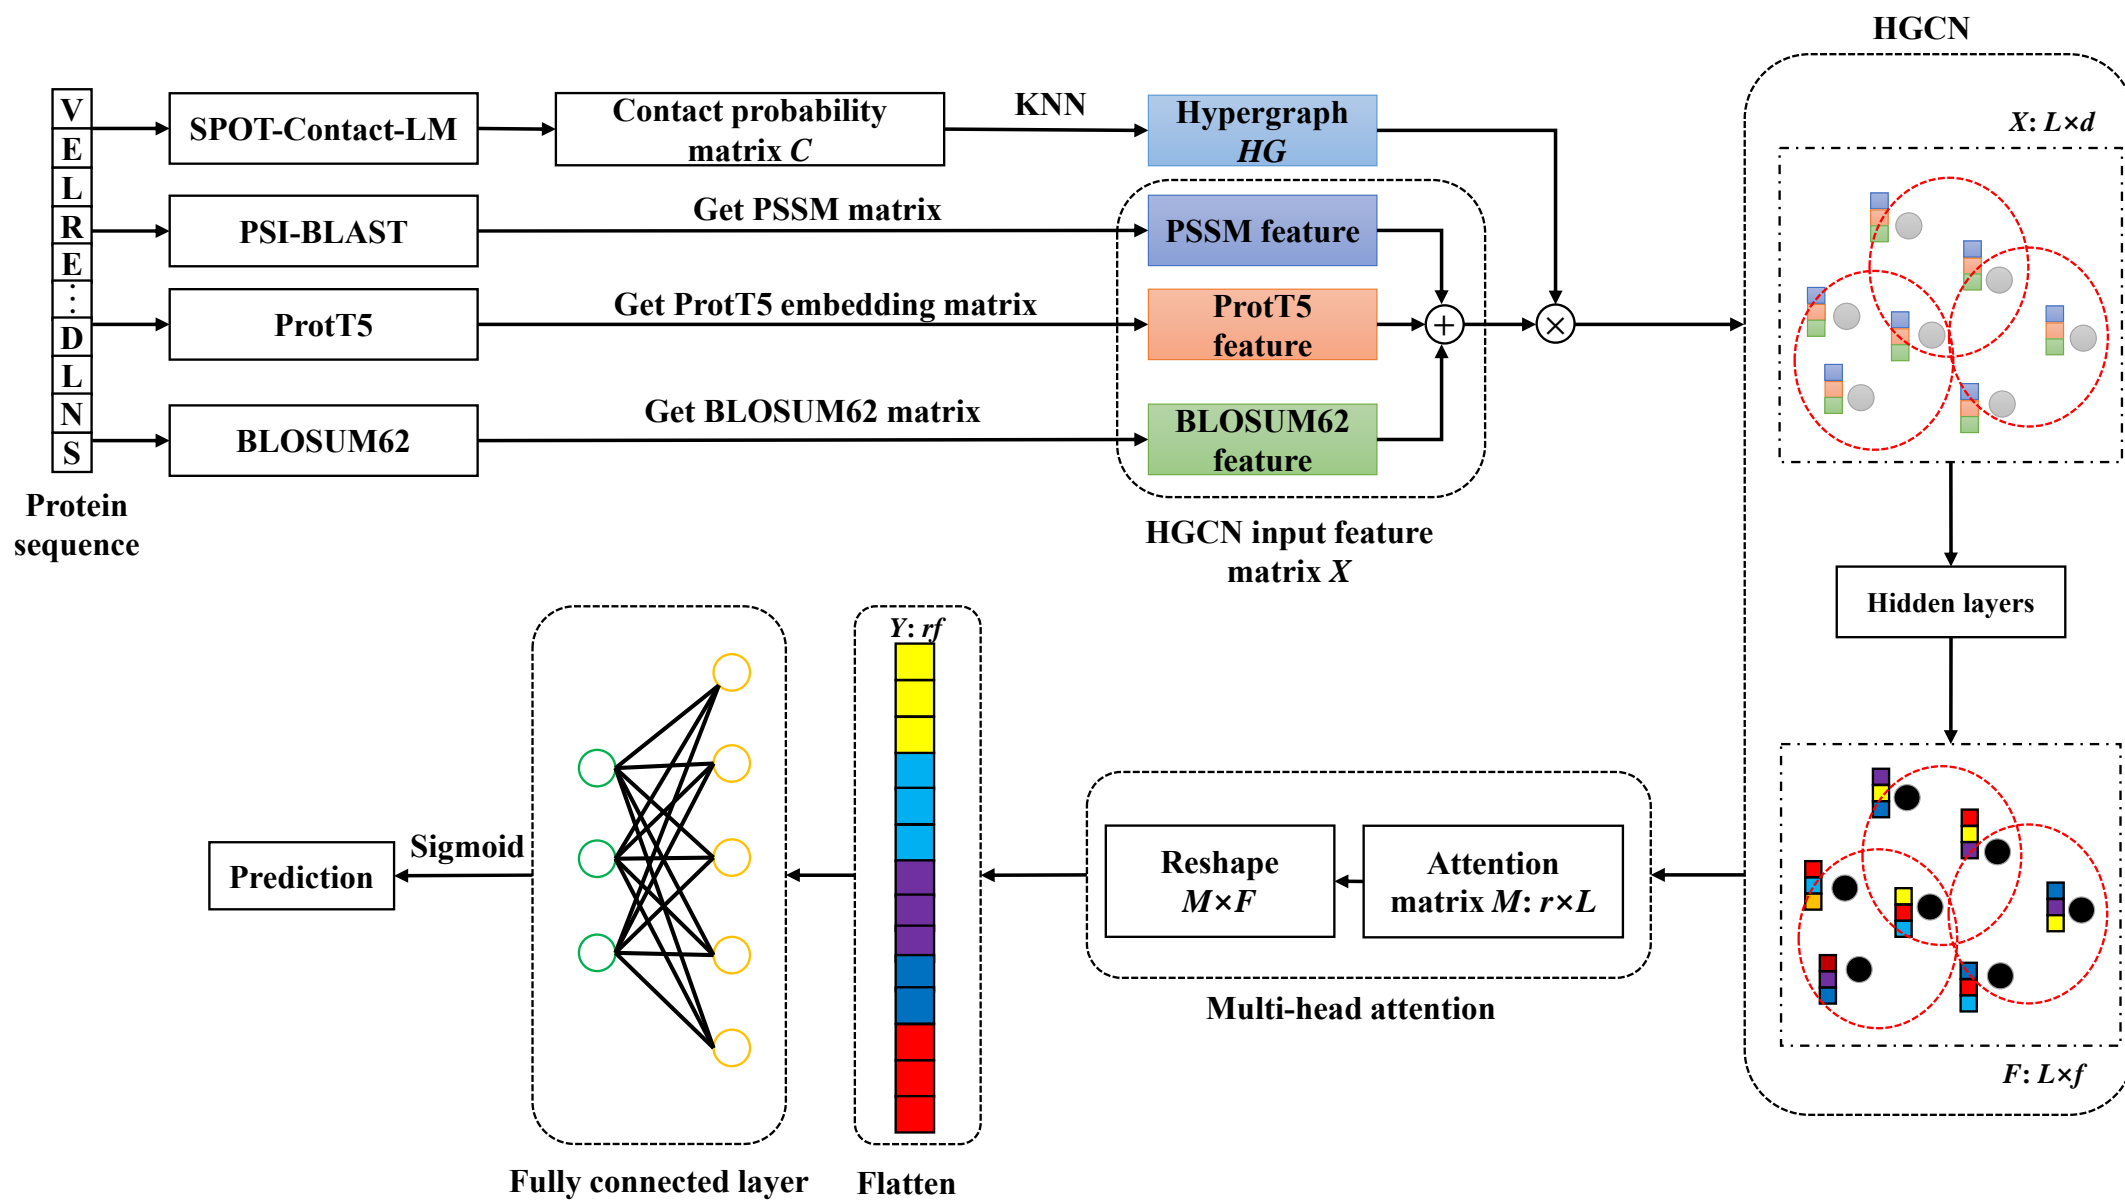 HGCN
V
E
L
R
E
⋮
D
L
N
S
Protein
sequence
SPOT-Contact-LM
Contact probability
matrix C
KNN
Hypergraph
HG
PSI-BLAST
Get PSSM matrix
PSSM feature
ProtT5
Get ProtT5 embedding matrix
ProtT5
feature
BLOSUM62
Get BLOSUM62 matrix
BLOSUM62
feature
+
×
HGCN input feature
matrix X
X: L×d
Hidden layers
F: L×f
Attention
matrix M: r×L
Reshape
M×F
Multi-head attention
Y: rf
Flatten
Fully connected layer
Sigmoid
Prediction